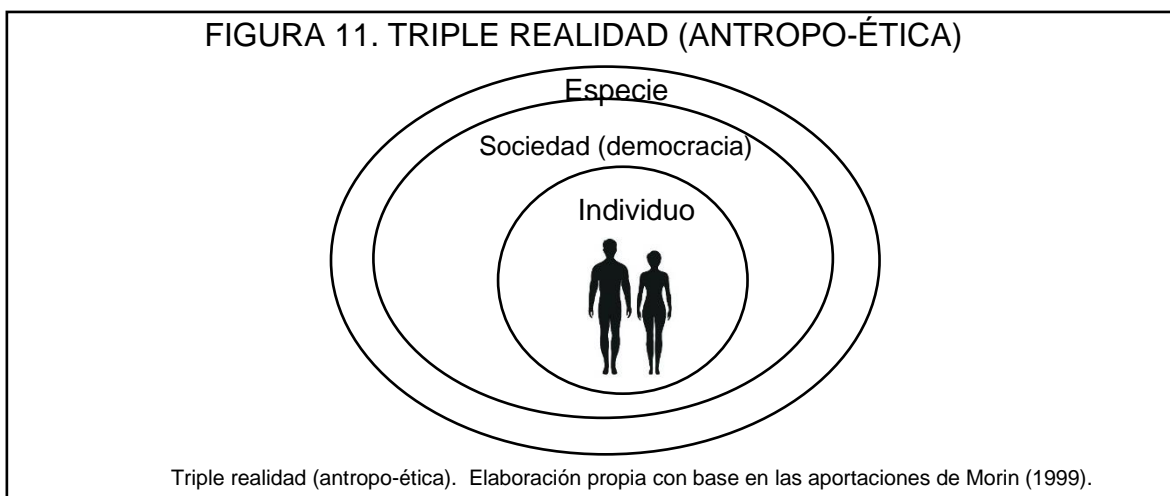 FIGURA 11. TRIPLE REALIDAD (ANTROPO-ÉTICA)
Especie
Sociedad (democracia)
Individuo
Triple realidad (antropo-ética).  Elaboración propia con base en las aportaciones de Morin (1999).